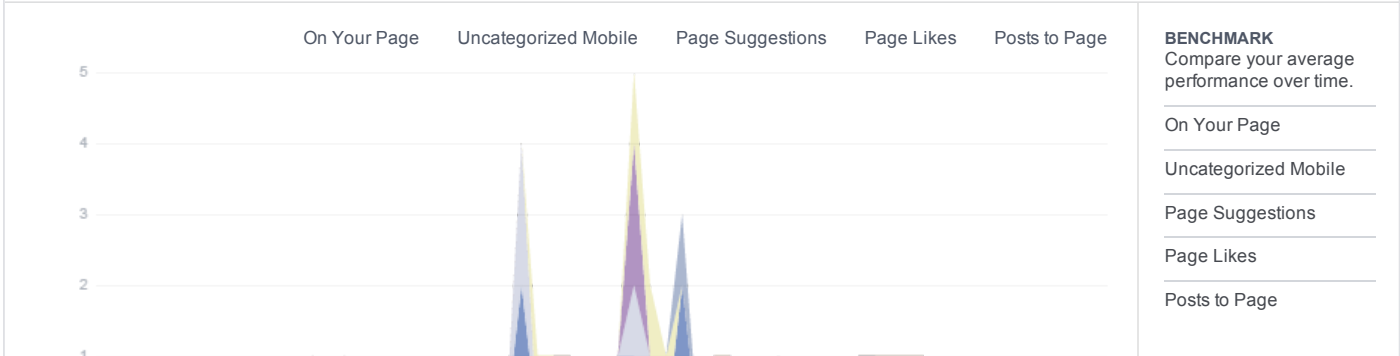 On Your Page Uncategorized Mobile Page Suggestions Page Likes Posts to Page
5
4
3
2
1
BENCHMARK
Compare your average
performance over time.
On Your Page
Uncategorized Mobile
Page Suggestions
Page Likes
Posts to Page